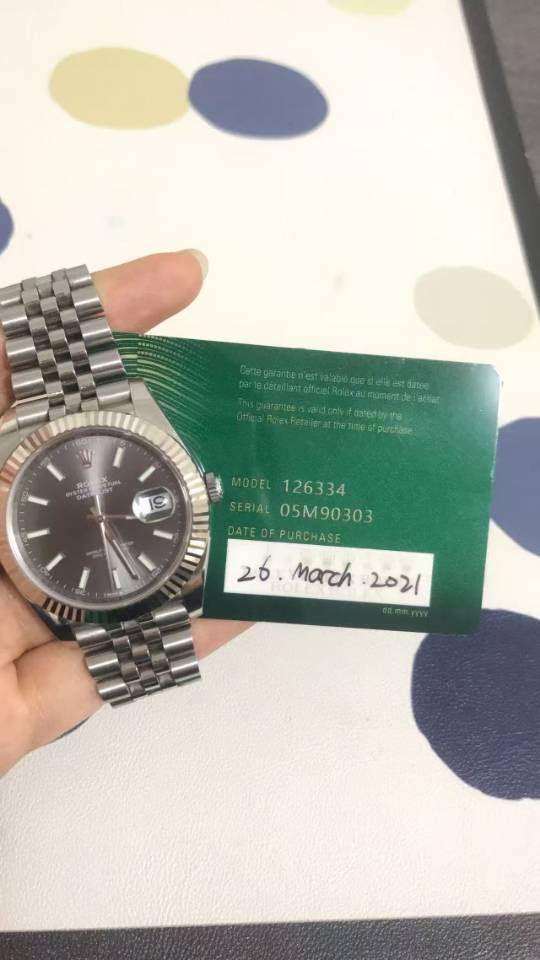 ROLEX
OYSTER PERPETUAL
DATEJUST
19
Cette garantie n'est valable que si elle est datée
par le détaillant officiel Rolex au moment de l'achat.
This guarantee is valid only if dated by the
Official Rolex Retailer at the time of purchase.
MODEL 126334
SERIAL 05M90303
DATE OF PURCHASE
26. March. 2021
dd.mm.yyyy